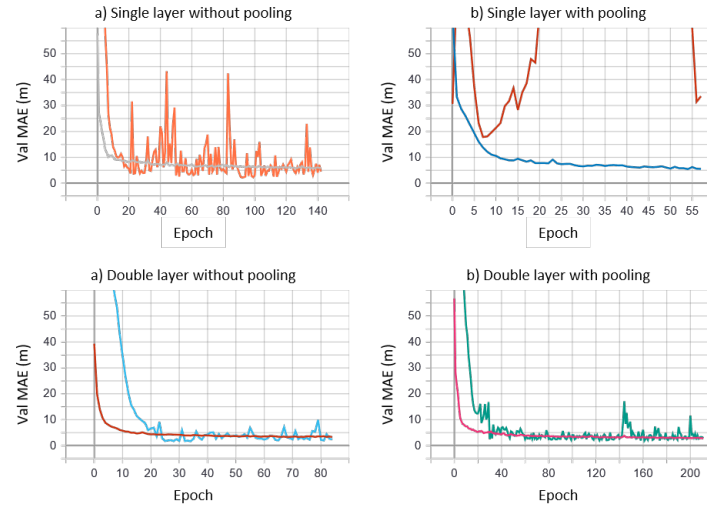 a) Single layer without pooling
b) Single layer with pooling
Val MAE (m)
50
40
30
20
10
0
0 20 40 60 80 100 120 140
Epoch
Val MAE (m)
50
40
30
20
10
0
0 5 10 15 20 25 30 35 40 45 50 55
Epoch
a) Double layer without pooling
b) Double layer with pooling
Val MAE (m)
50
40
30
20
10
0
0 10 20 30 40 50 60 70 80
Epoch
Val MAE (m)
50
40
30
20
10
0
0 40 80 120 160 200
Epoch